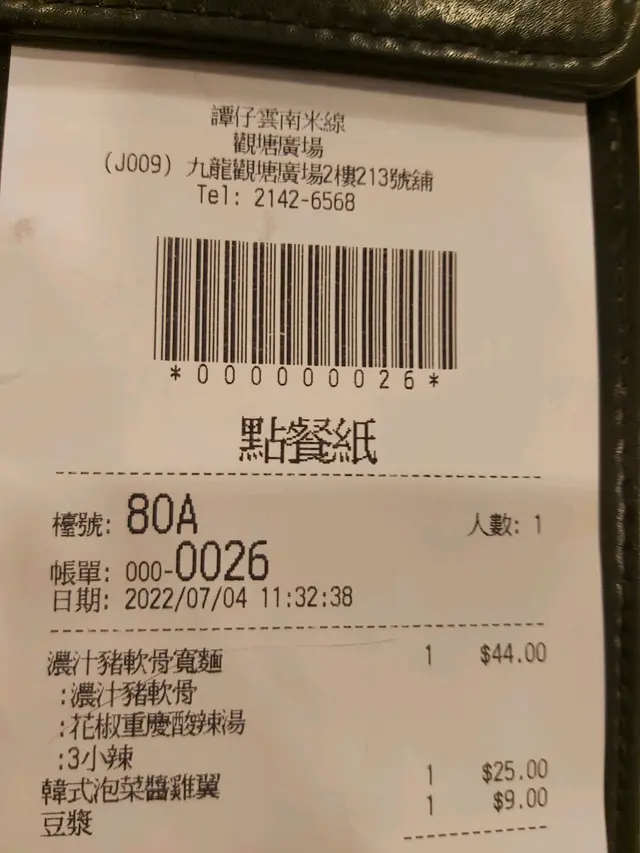 譚仔雲南米線
觀塘廣場
(J009) 九龍觀塘廣場2樓213號舖
Tel: 2142-6568
*000000026*
點餐紙
檯號: 80A 人數: 1
帳單: 000-0026
日期: 2022/07/04 11:32:38
濃汁豬軟骨寬麵 1 $44.00
:濃汁豬軟骨
:花椒重慶酸辣湯
:3小辣
韓式泡菜醬雞翼 1 $25.00
豆漿 1 $9.00